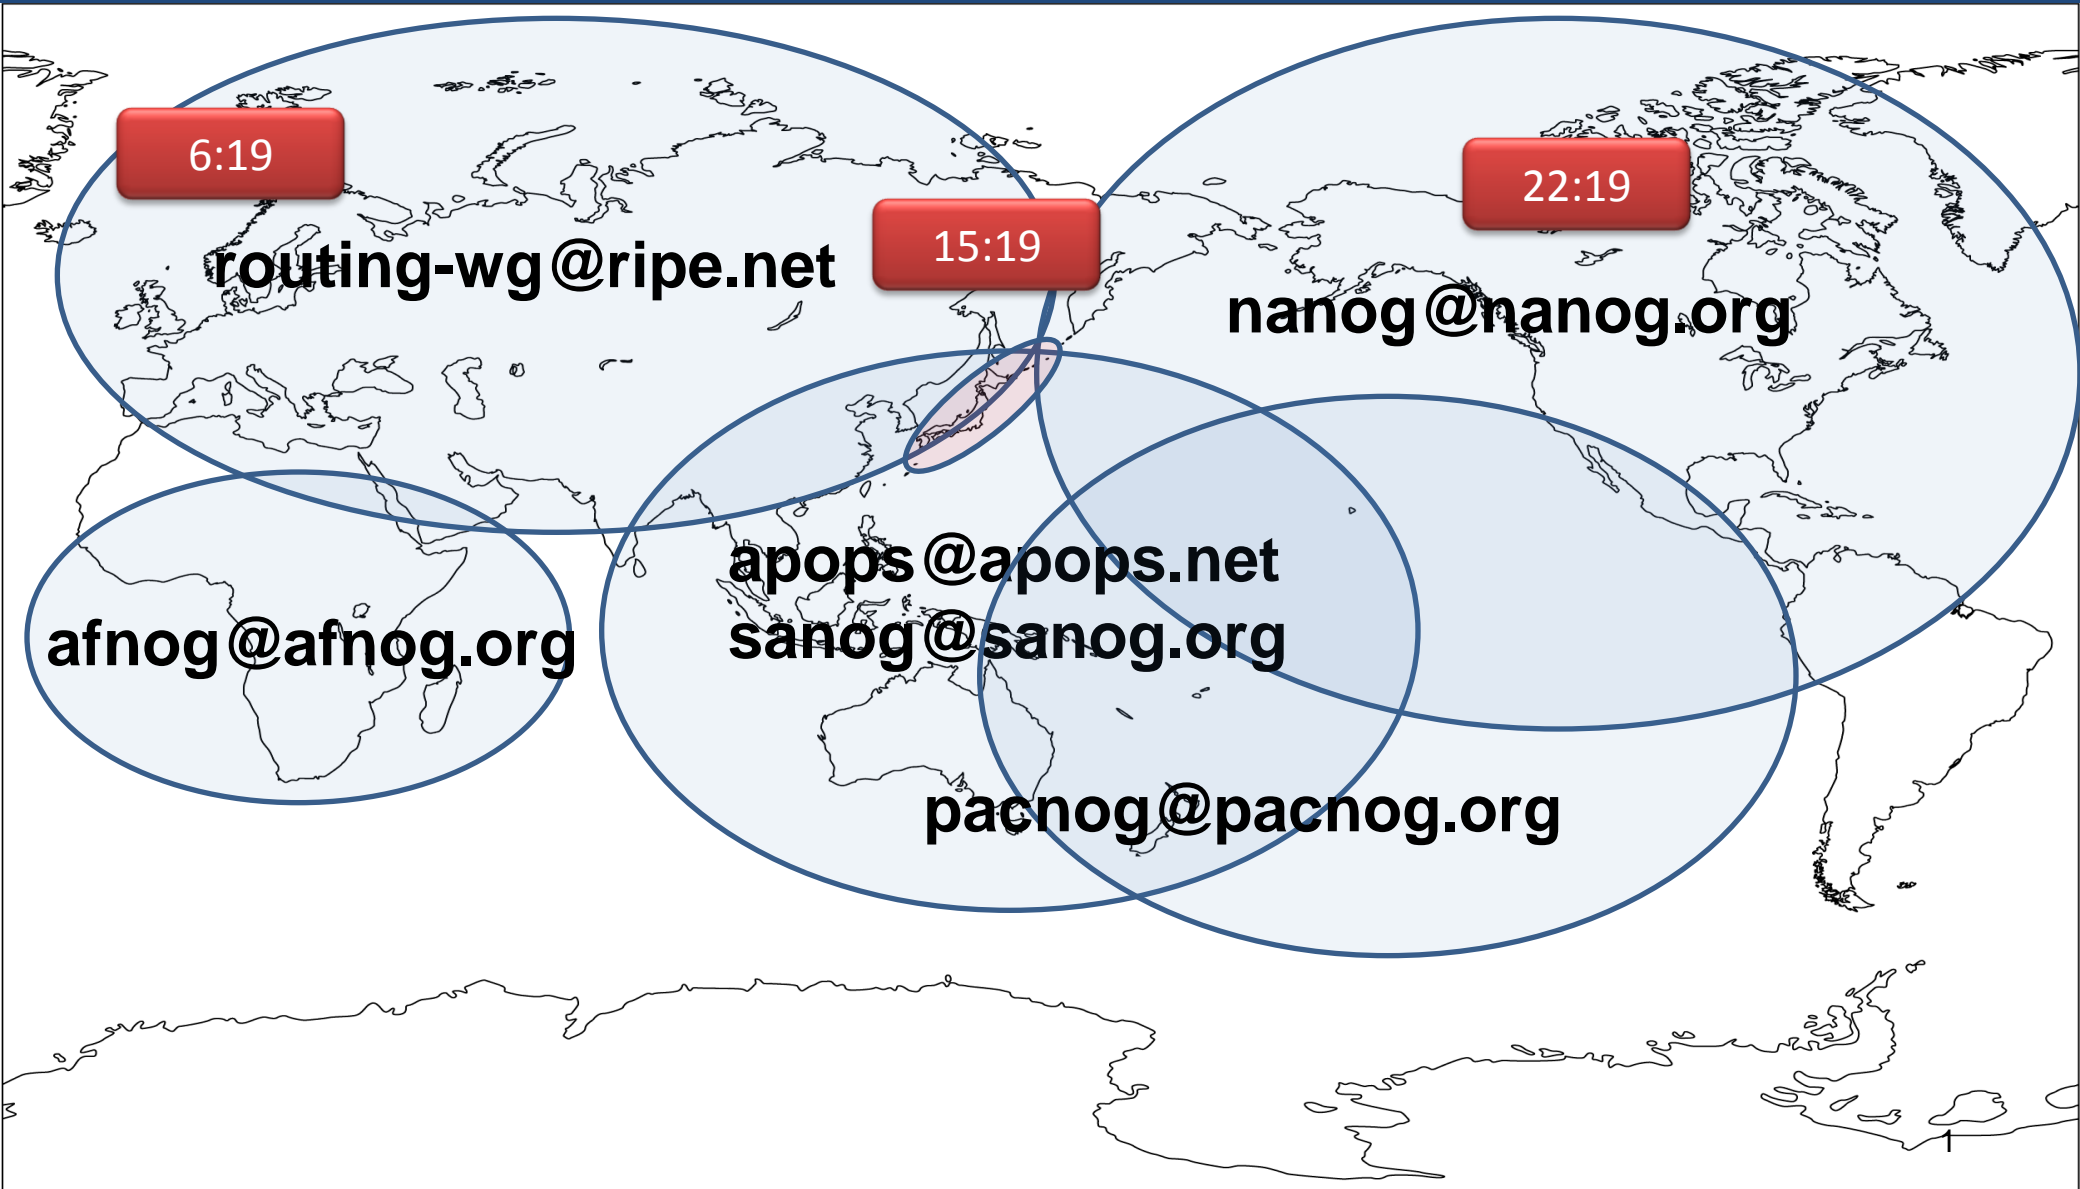 6:19
22:19
15:19
routing-wg@ripe.net
nanog@nanog.org
apops@apops.net
sanog@sanog.org
afnog@afnog.org
pacnog@pacnog.org
1